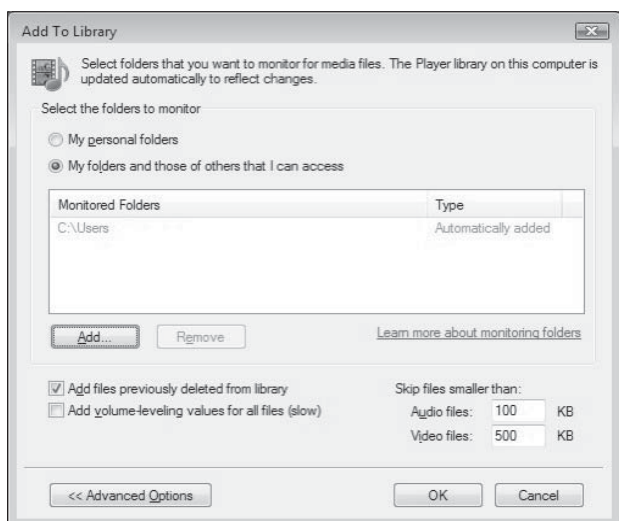 Add To Library
Select folders that you want to monitor for media files. The Player library on this computer is
updated automatically to reflect changes.
Select the folders to monitor
My personal folders
My folders and those of others that I can access
Monitored Folders Type
C:\Users Automatically added
Add... Remove Learn more about monitoring folders
Add files previously deleted from library Skip files smaller than:
Add volume-leveling values for all files (slow) Audio files: 100 KB
Video files: 500 KB
<< Advanced Options OK Cancel